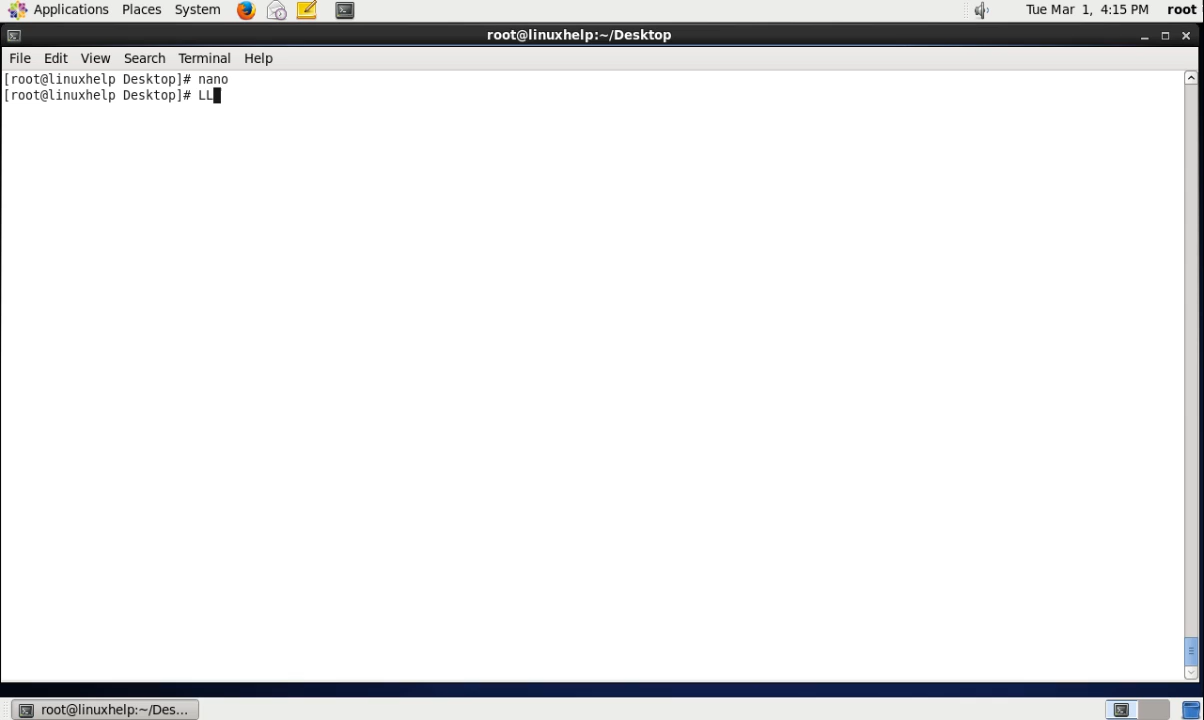 Applications Places System Tue Mar 1, 4:15 PM root
root@linuxhelp:~/Desktop
File Edit View Search Terminal Help
[root@linuxhelp Desktop]# nano
[root@linuxhelp Desktop]# LL
root@linuxhelp:~/Des...